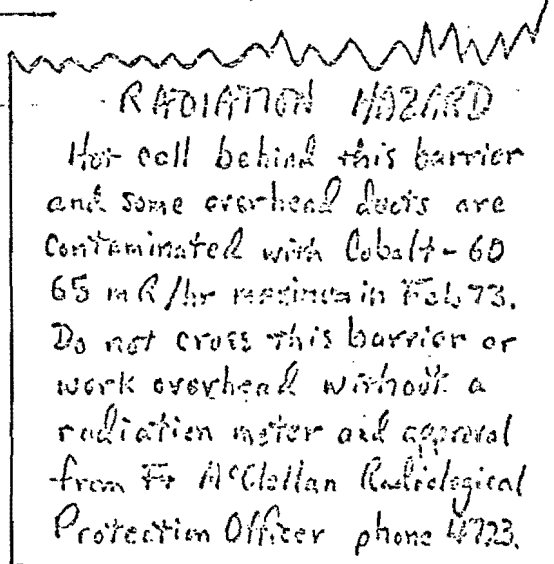 RADIATION HAZARD
Hot cell behind this barrier
and some overhead ducts are
contaminated with Cobalt-60
65 mR/hr maximum in Feb 73.
Do not cross this barrier or
work overhead without a
radiation meter and approval
from McClellan Radiological
Protection Officer phone 4723.